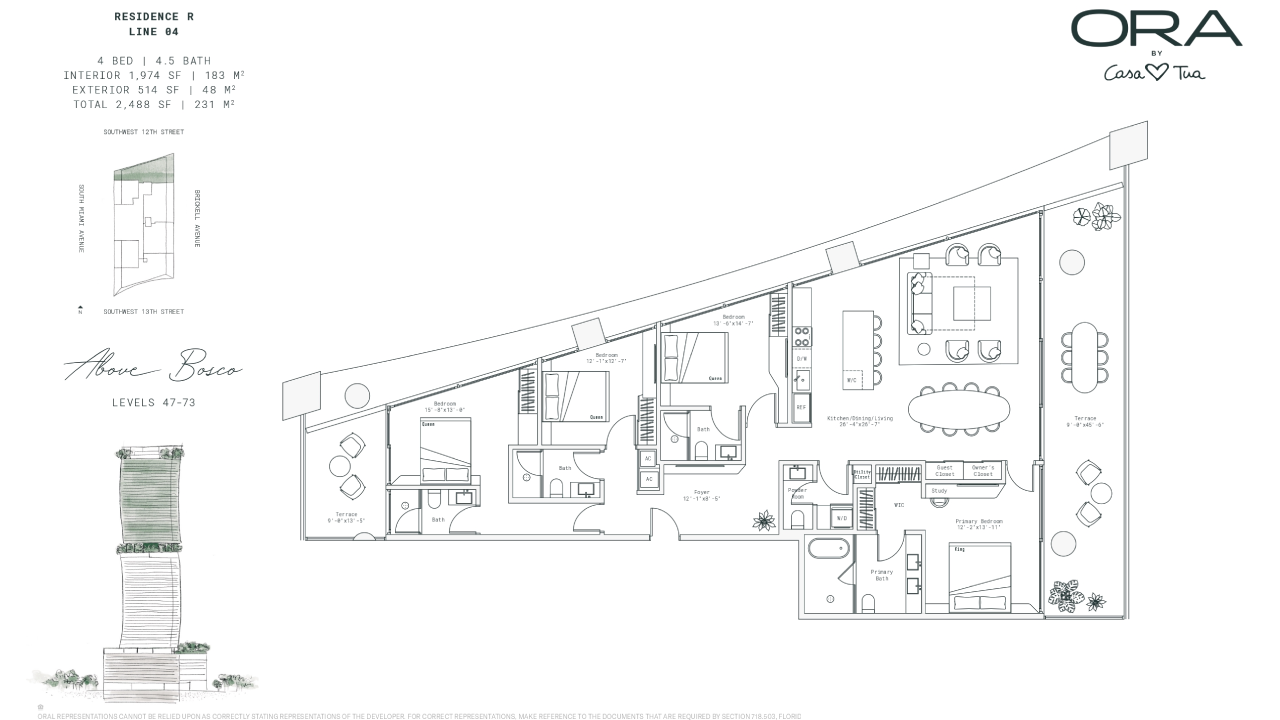 RESIDENCE R
LINE 04
4 BED | 4.5 BATH
INTERIOR 1,974 SF | 183 M²
EXTERIOR 514 SF | 48 M²
TOTAL 2,488 SF | 231 M²
SOUTHWEST 12TH STREET
SOUTH MIAMI AVENUE
BRICKELL AVENUE
N
SOUTHWEST 13TH STREET
Above Bosco
LEVELS 47-73
ORA
BY
Casa Tua
Bedroom
13'-6"x14'-7"
Bedroom
12'-1"x12'-7"
Bedroom
15'-8"x13'-0"
Queen
Queen
Queen
D/W
W/C
REF
Kitchen/Dining/Living
26'-4"x26'-7"
Terrace
9'-0"x45'-6"
Bath
Bath
Bath
AC
AC
Foyer
12'-1"x8'-5"
Powder
Room
Utility
Closet
Guest
Closet
Owner's
Closet
Study
WIC
W/D
Primary Bedroom
12'-2"x13'-11"
King
Primary
Bath
Terrace
9'-0"x13'-5"
ORAL REPRESENTATIONS CANNOT BE RELIED UPON AS CORRECTLY STATING REPRESENTATIONS OF THE DEVELOPER. FOR CORRECT REPRESENTATIONS, MAKE REFERENCE TO THE DOCUMENTS THAT ARE REQUIRED BY SECTION 718.503, FLORID